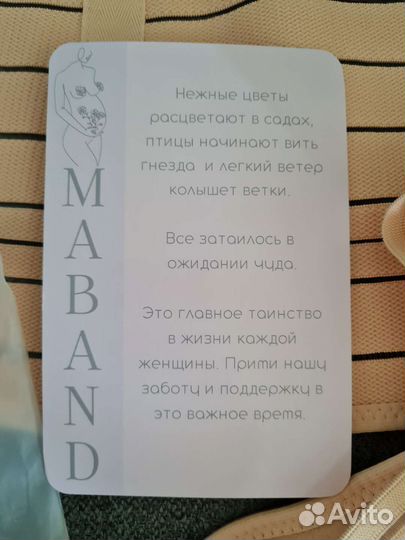 MABAND
Нежные цветы
расцветают в садах,
птицы начинают вить
гнезда и легкий ветер
колышет ветки.
Все затаилось в
ожидании чуда.
Это главное таинство
в жизни каждой
женщины. Прими нашу
заботу и поддержку в
это важное время.
Avito